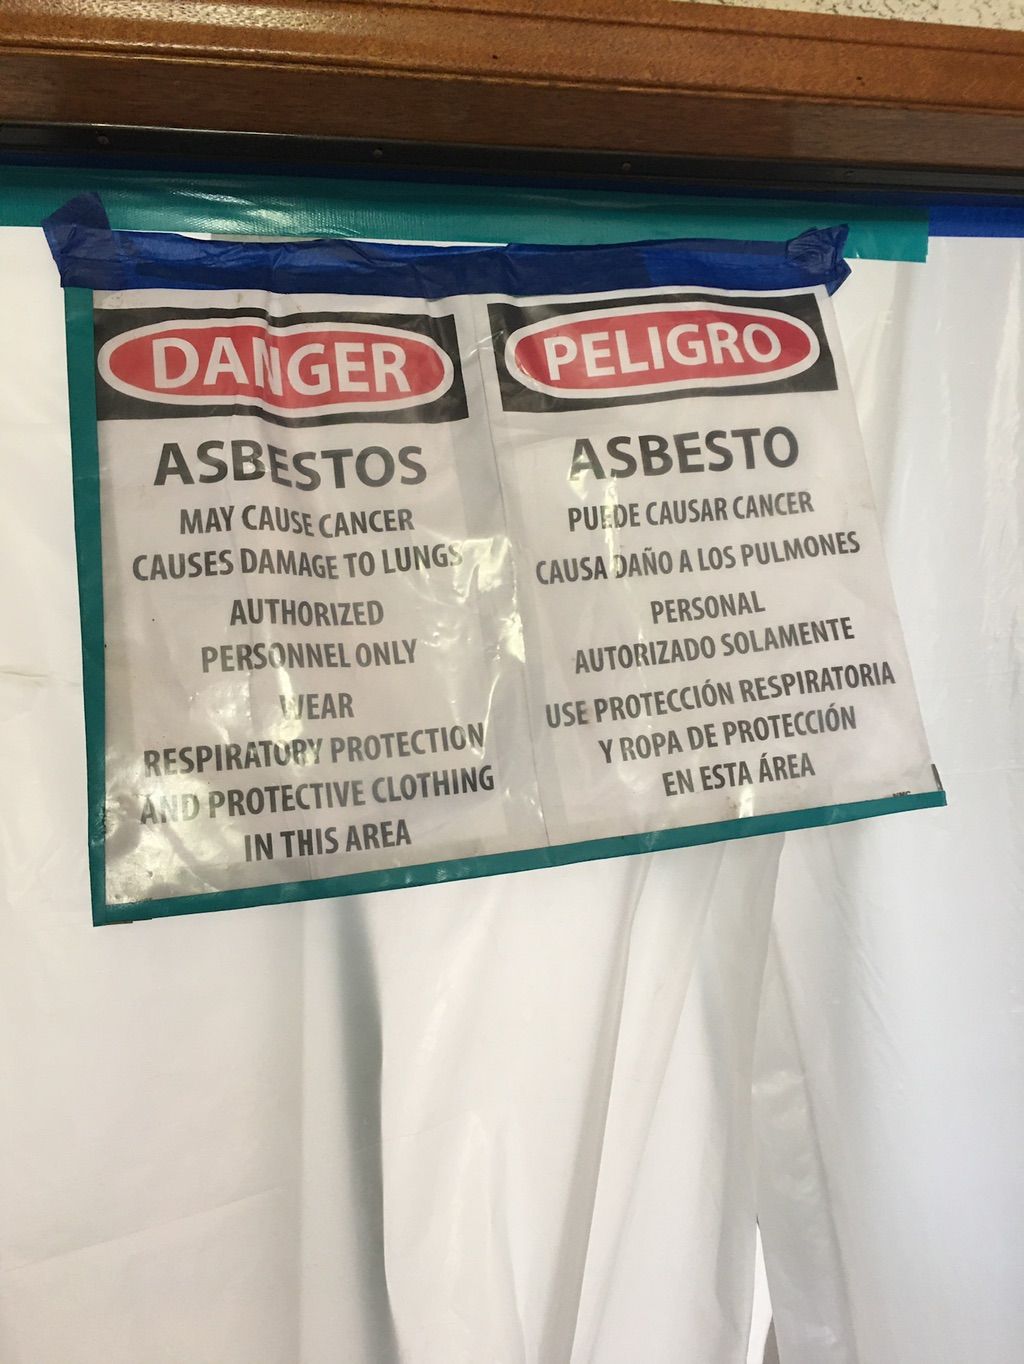 DANGER
ASBESTOS
MAY CAUSE CANCER
CAUSES DAMAGE TO LUNGS
AUTHORIZED
PERSONNEL ONLY
WEAR
RESPIRATORY PROTECTION
AND PROTECTIVE CLOTHING
IN THIS AREA
PELIGRO
ASBESTO
PUEDE CAUSAR CANCER
CAUSA DAÑO A LOS PULMONES
PERSONAL
AUTORIZADO SOLAMENTE
USE PROTECCIÓN RESPIRATORIA
Y ROPA DE PROTECCIÓN
EN ESTA ÁREA